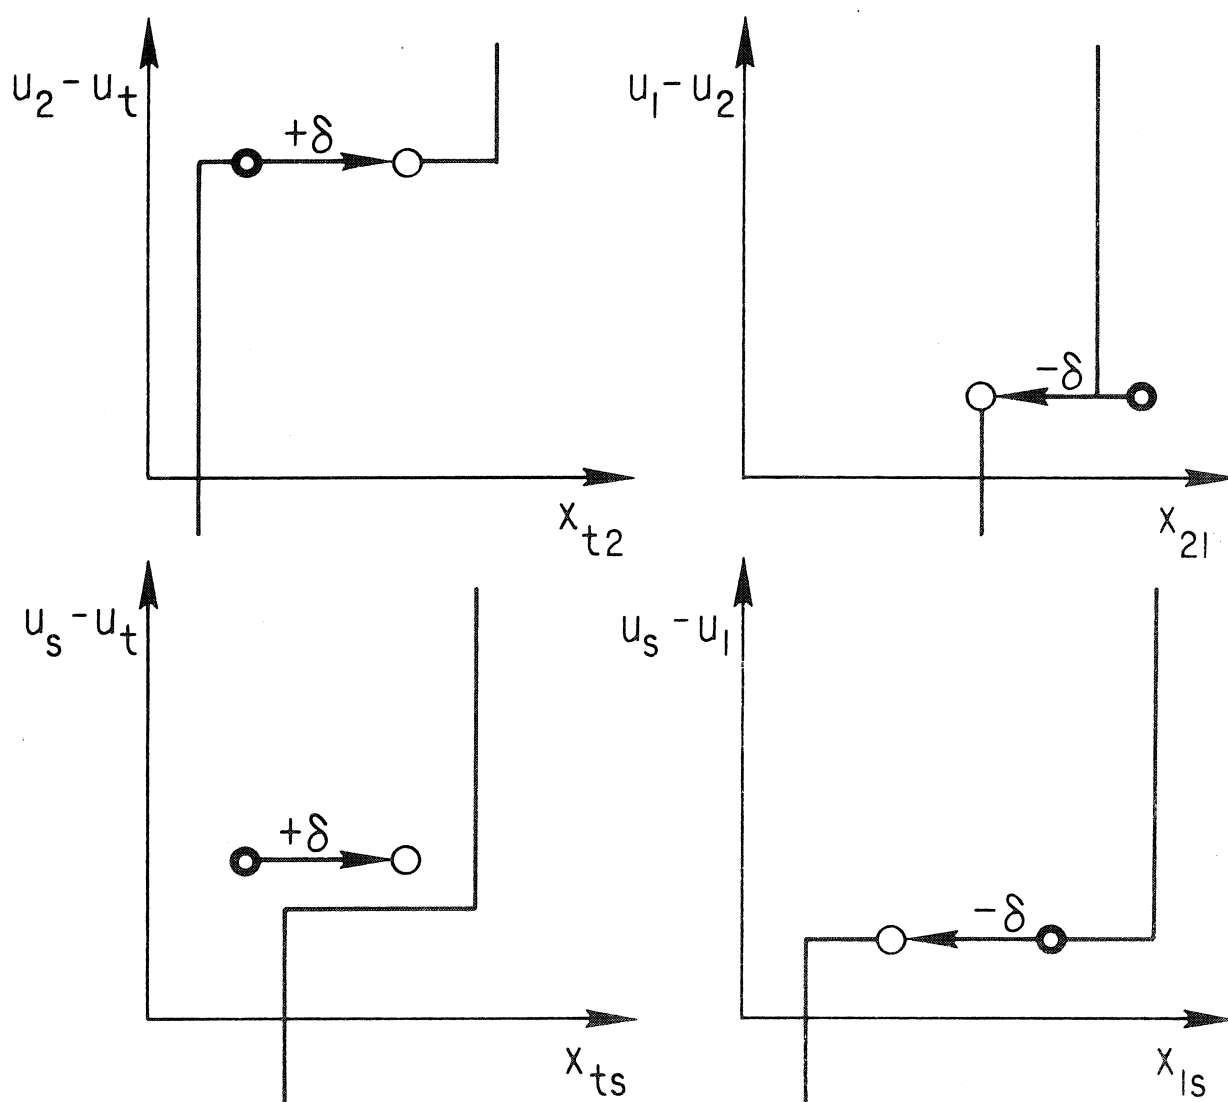 u₂ - uₜ
+δ
xₜ₂
u₁ - u₂
-δ
x₂₁
uₛ - uₜ
+δ
xₜₛ
uₛ - u₁
-δ
x₁ₛ